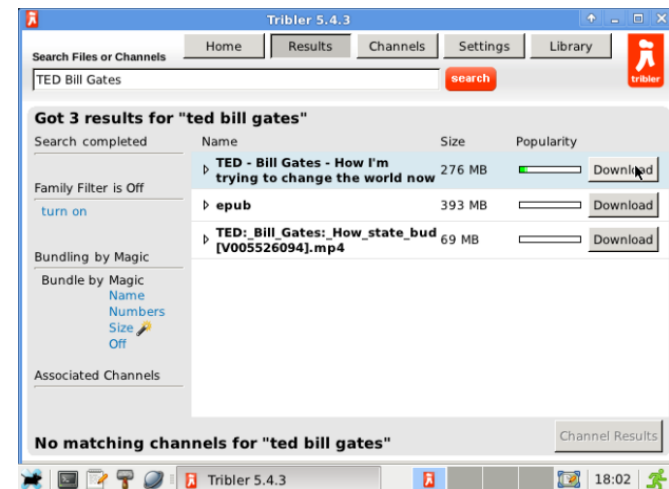 Tribler 5.4.3
Search Files or Channels
Home Results Channels Settings Library
TED Bill Gates
search
tribler
Got 3 results for "ted bill gates"
Search completed
Name Size Popularity
TED - Bill Gates - How I'm
trying to change the world now
276 MB
Download
Family Filter is Off
turn on
epub 393 MB Download
TED:_Bill_Gates:_How_state_bud
[V005526094].mp4
69 MB
Download
Bundling by Magic
Bundle by Magic
Name
Numbers
Size
Off
Associated Channels
No matching channels for "ted bill gates"
Channel Results
Tribler 5.4.3
18:02